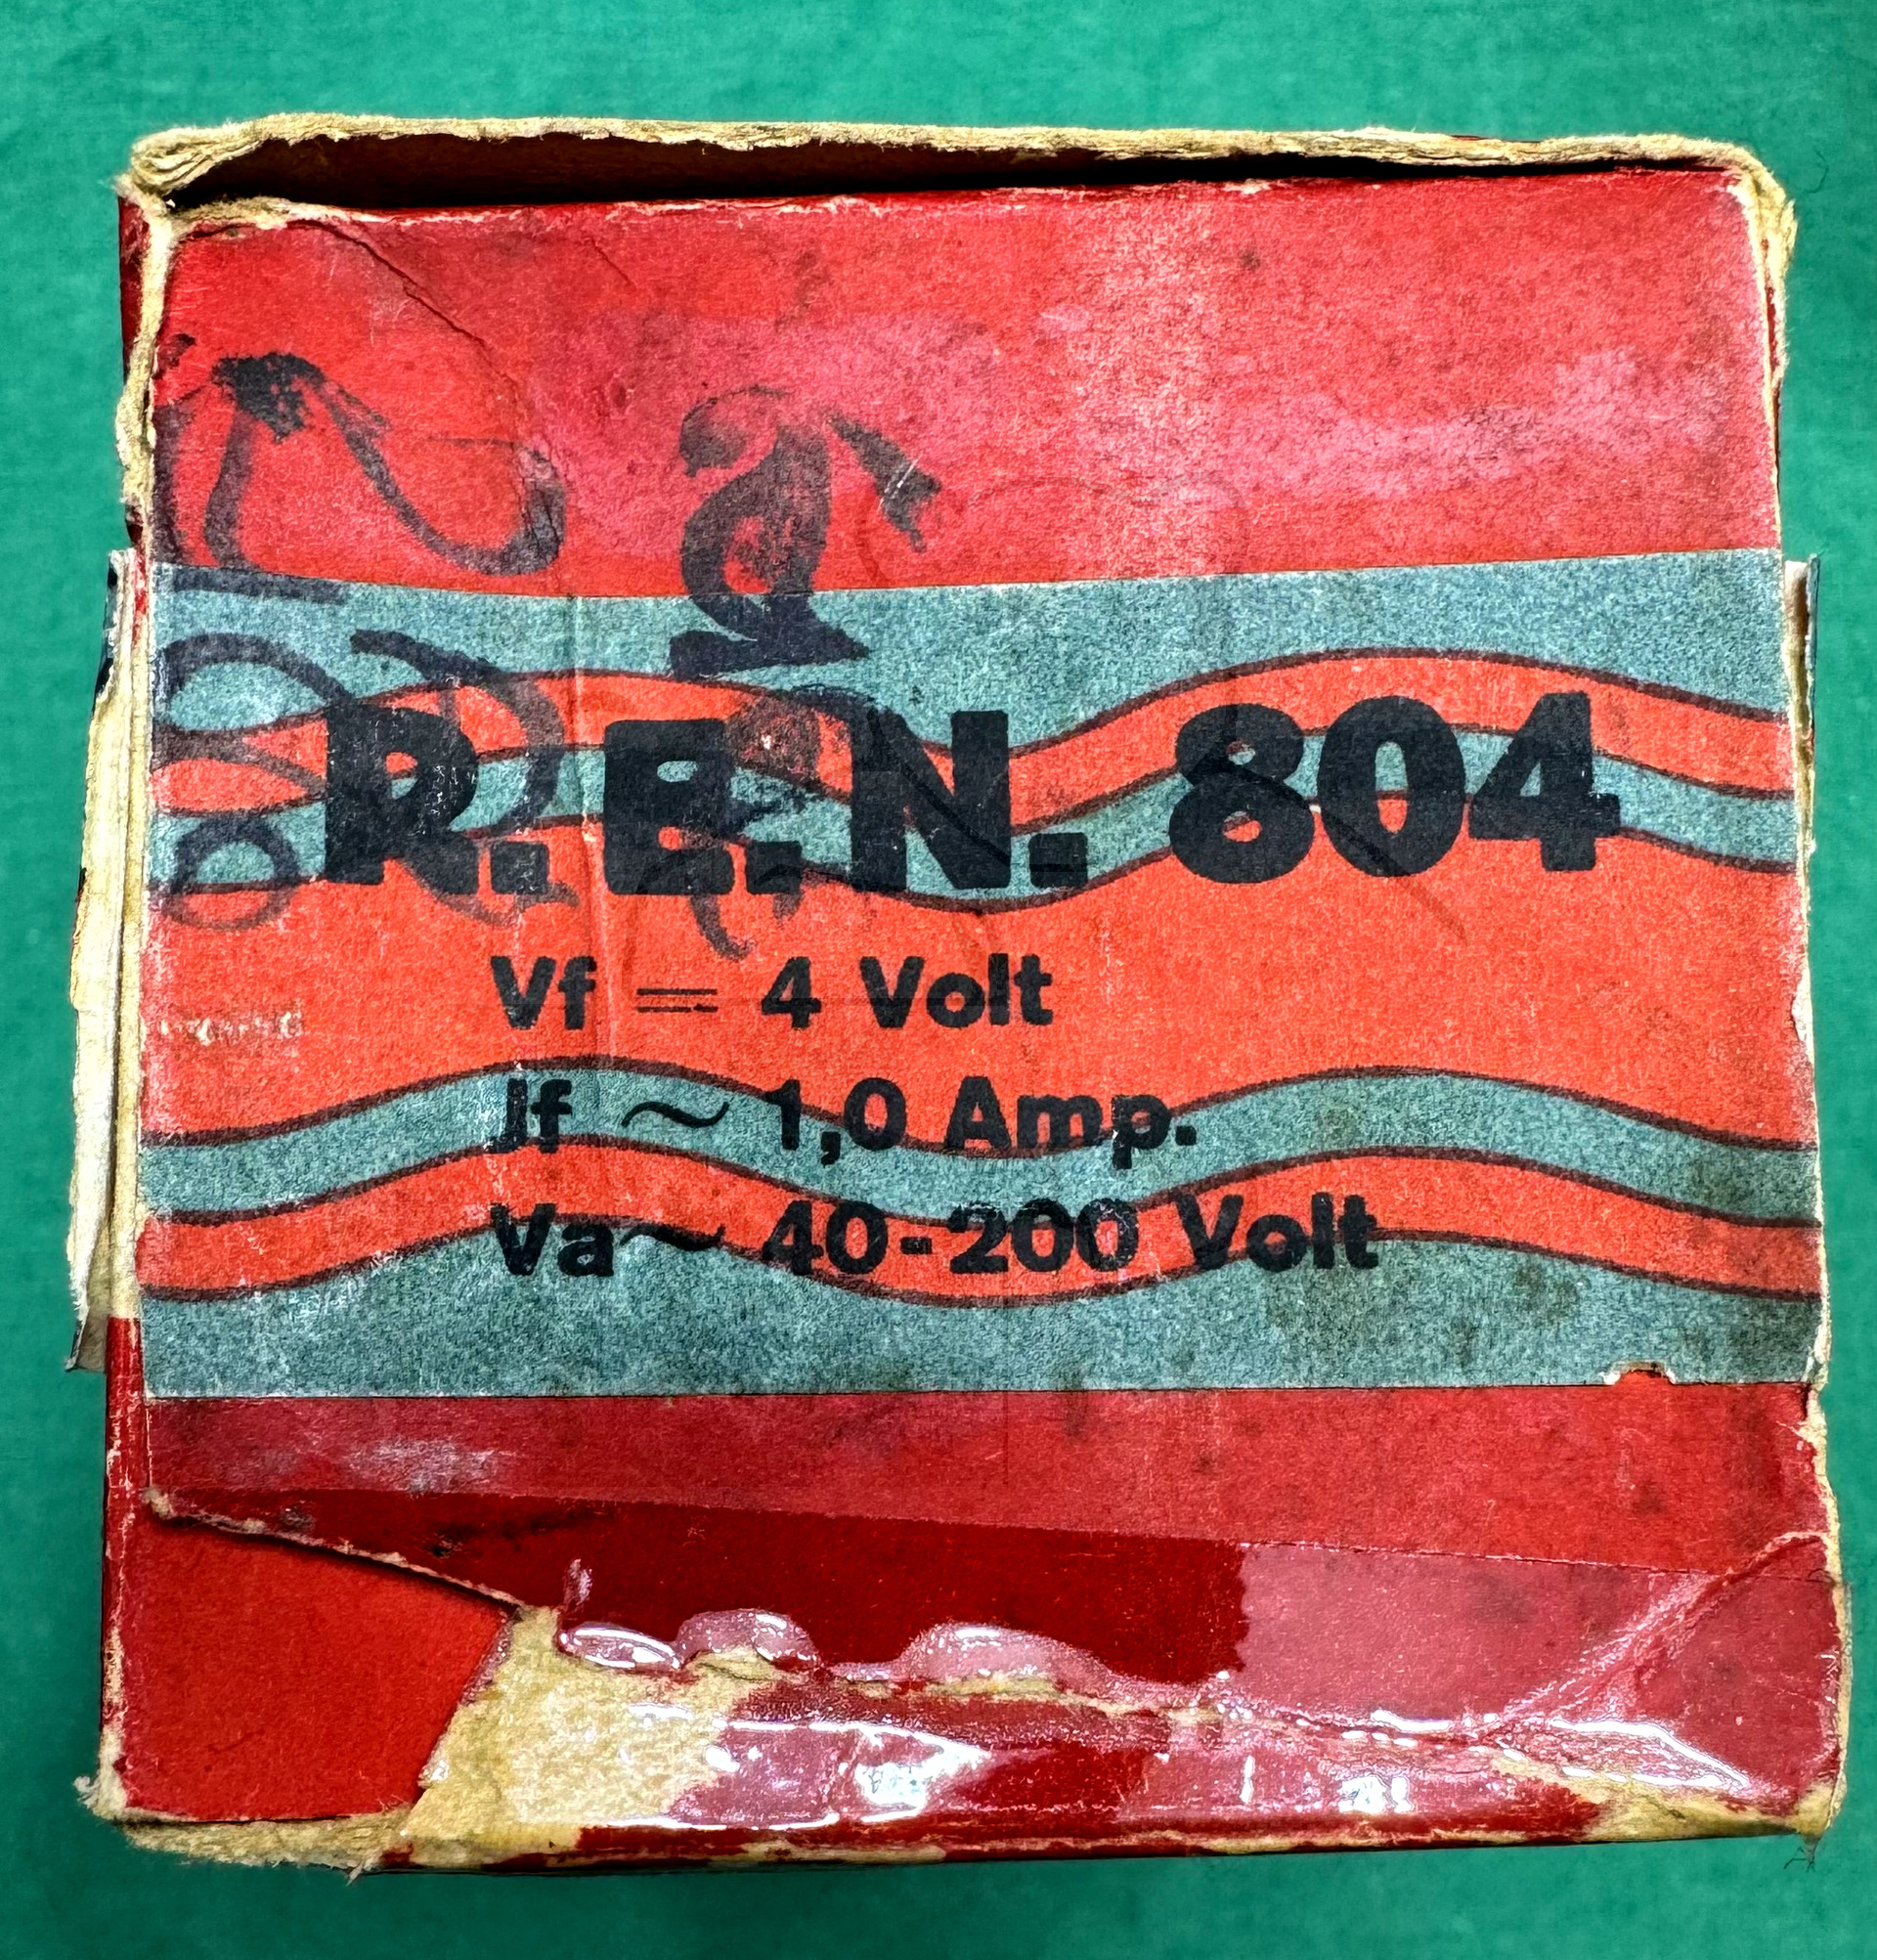 R.E.N. 804
Vf = 4 Volt
Jf ~ 1,0 Amp.
Va ~ 40-200 Volt